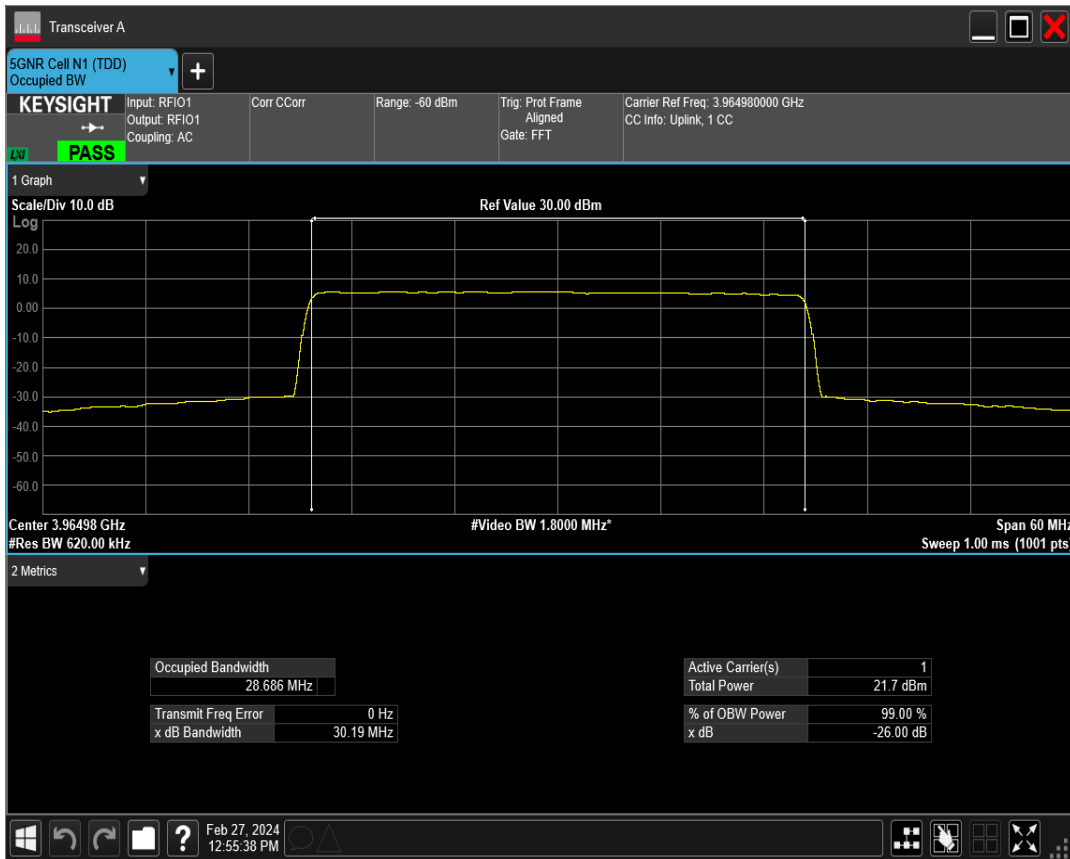 Transceiver A
5GNR Cell N1 (TDD)
Occupied BW
+
KEYSIGHT
LXI
PASS
Input: RFIO1
Output: RFIO1
Coupling: AC
Corr CCorr
Range: -60 dBm
Trig: Prot Frame
Aligned
Gate: FFT
Carrier Ref Freq: 3.964980000 GHz
CC Info: Uplink, 1 CC
1 Graph
Scale/Div 10.0 dB
Ref Value 30.00 dBm
Log
20.0
10.0
0.00
-10.0
-20.0
-30.0
-40.0
-50.0
-60.0
Center 3.96498 GHz
#Video BW 1.8000 MHz*
Span 60 MHz
#Res BW 620.00 kHz
Sweep 1.00 ms (1001 pts)
2 Metrics
Occupied Bandwidth
28.686 MHz
Transmit Freq Error 0 Hz
x dB Bandwidth 30.19 MHz
Active Carrier(s) 1
Total Power 21.7 dBm
% of OBW Power 99.00 %
x dB -26.00 dB
?
Feb 27, 2024
12:55:38 PM